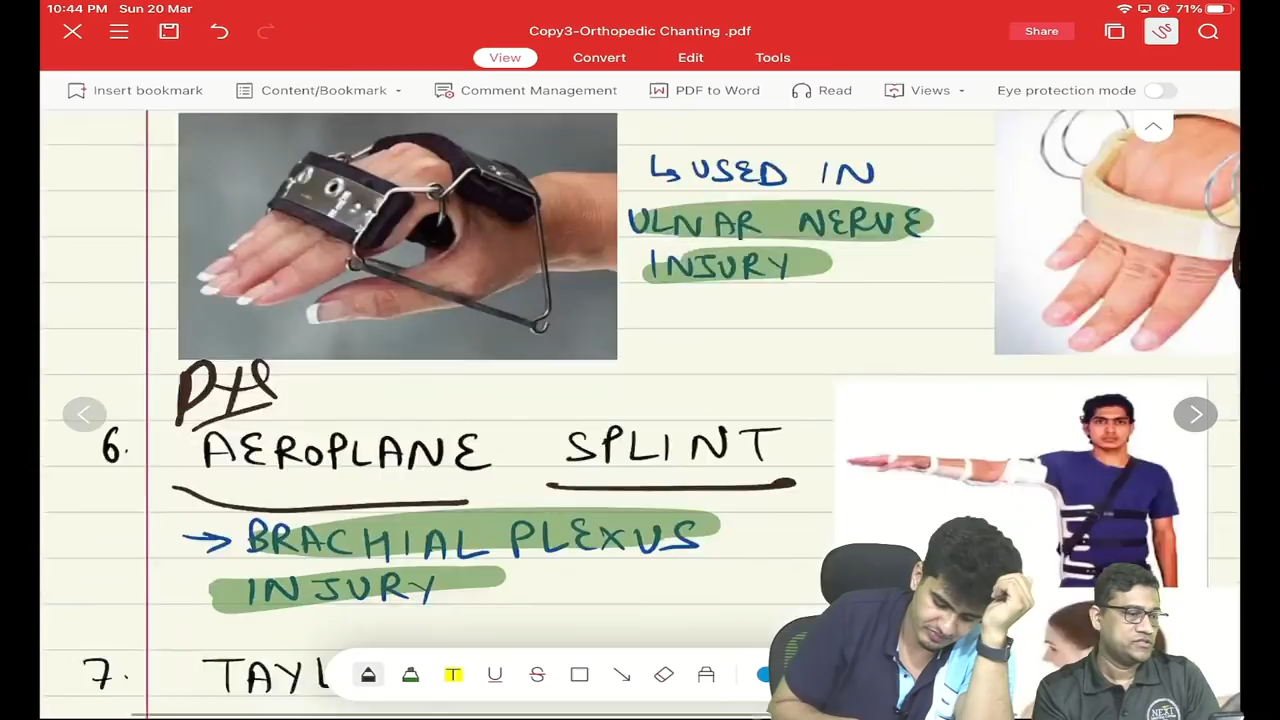 10:44 PM Sun 20 Mar
71%
Copy3-Orthopedic Chanting .pdf
Share
View Convert Edit Tools
Insert bookmark Content/Bookmark Comment Management PDF to Word Read Views Eye protection mode
↳ USED IN
ULNAR NERVE
INJURY
PYQ
6. AEROPLANE SPLINT
→ BRACHIAL PLEXUS
INJURY
7. TAYL
T U S
NEXT